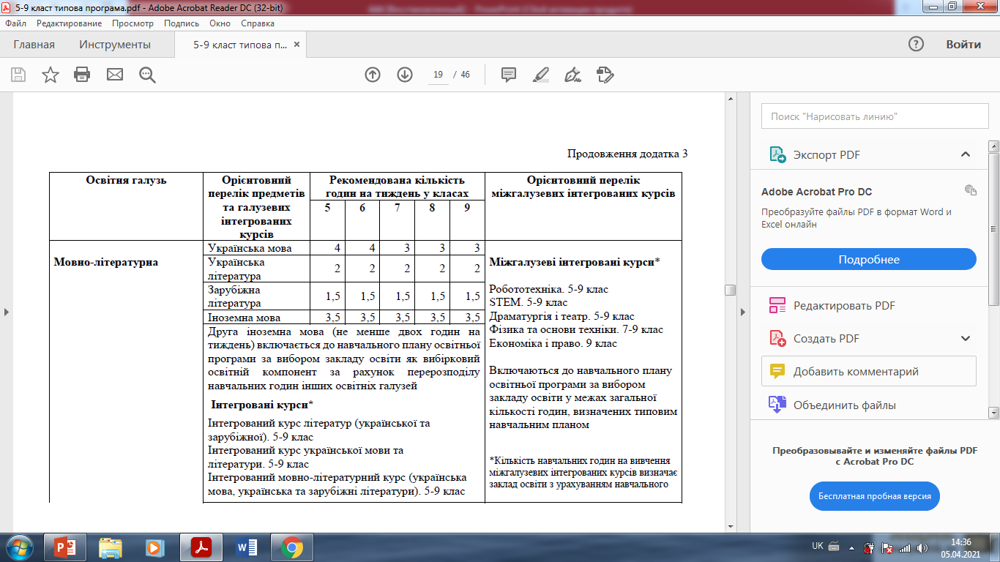 5-9 класт типова програма.pdf - Adobe Acrobat Reader DC (32-bit)
Файл Редактирование Просмотр Подпись Окно Справка
Главная Инструменты 5-9 класт типова п... × Войти
19 / 46
Поиск "Нарисовать линию"
Экспорт PDF
Adobe Acrobat Pro DC
Преобразуйте файлы PDF в формат Word и
Excel онлайн
Подробнее
Редактировать PDF
Создать PDF
Добавить комментарий
Объединить файлы
Преобразовывайте и изменяйте файлы PDF
с Acrobat Pro DC
Бесплатная пробная версия
Продовження додатка 3
Освітня галузь
Орієнтовний
перелік предметів
та галузевих
інтегрованих
курсів
Рекомендована кількість
годин на тиждень у класах
5 6 7 8 9
Орієнтовний перелік
міжгалузевих інтегрованих курсів
Мовно-літературна
Українська мова 4 4 3 3 3
Українська
література 2 2 2 2 2
Зарубіжна
література 1,5 1,5 1,5 1,5 1,5
Іноземна мова 3,5 3,5 3,5 3,5 3,5
Друга іноземна мова (не менше двох годин на
тиждень) включається до навчального плану освітньої
програми за вибором закладу освіти як вибірковий
освітній компонент за рахунок перерозподілу
навчальних годин інших освітніх галузей
Інтегровані курси*
Інтегрований курс літератур (української та
зарубіжної). 5-9 клас
Інтегрований курс української мови та
літератури. 5-9 клас
Інтегрований мовно-літературний курс (українська
мова, українська та зарубіжні літератури). 5-9 клас
Міжгалузеві інтегровані курси*
Робототехніка. 5-9 клас
STEM. 5-9 клас
Драматургія і театр. 5-9 клас
Фізика та основи техніки. 7-9 клас
Економіка і право. 9 клас
Включаються до навчального плану
освітньої програми за вибором
закладу освіти у межах загальної
кількості годин, визначених типовим
навчальним планом
*Кількість навчальних годин на вивчення
міжгалузевих інтегрованих курсів визначає
заклад освіти з урахуванням навчального
UK 14:36
05.04.2021